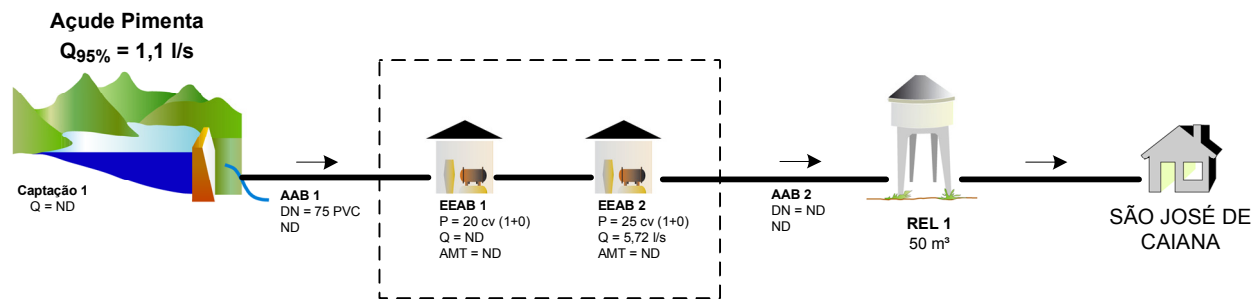 Açude Pimenta
Q95% = 1,1 l/s
Captação 1
Q = ND
AAB 1
DN = 75 PVC
ND
EEAB 1
P = 20 cv (1+0)
Q = ND
AMT = ND
EEAB 2
P = 25 cv (1+0)
Q = 5,72 l/s
AMT = ND
AAB 2
DN = ND
ND
REL 1
50 m³
SÃO JOSÉ DE
CAIANA